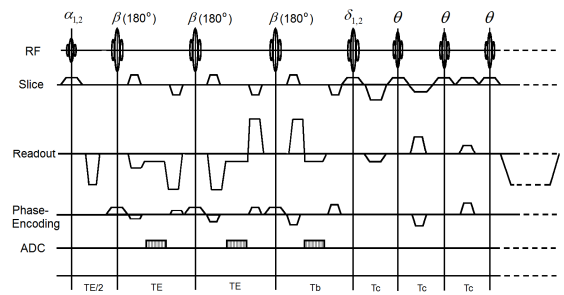 α1,2 β (180°) β (180°) β (180°) δ1,2 θ θ θ
RF
Slice
Readout
Phase-
Encoding
ADC
TE/2 TE TE Tb Tc Tc Tc